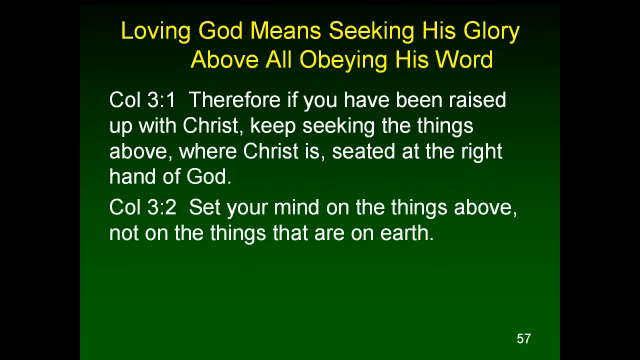 Loving God Means Seeking His Glory
Above All Obeying His Word
Col 3:1 Therefore if you have been raised
up with Christ, keep seeking the things
above, where Christ is, seated at the right
hand of God.
Col 3:2 Set your mind on the things above,
not on the things that are on earth.
57